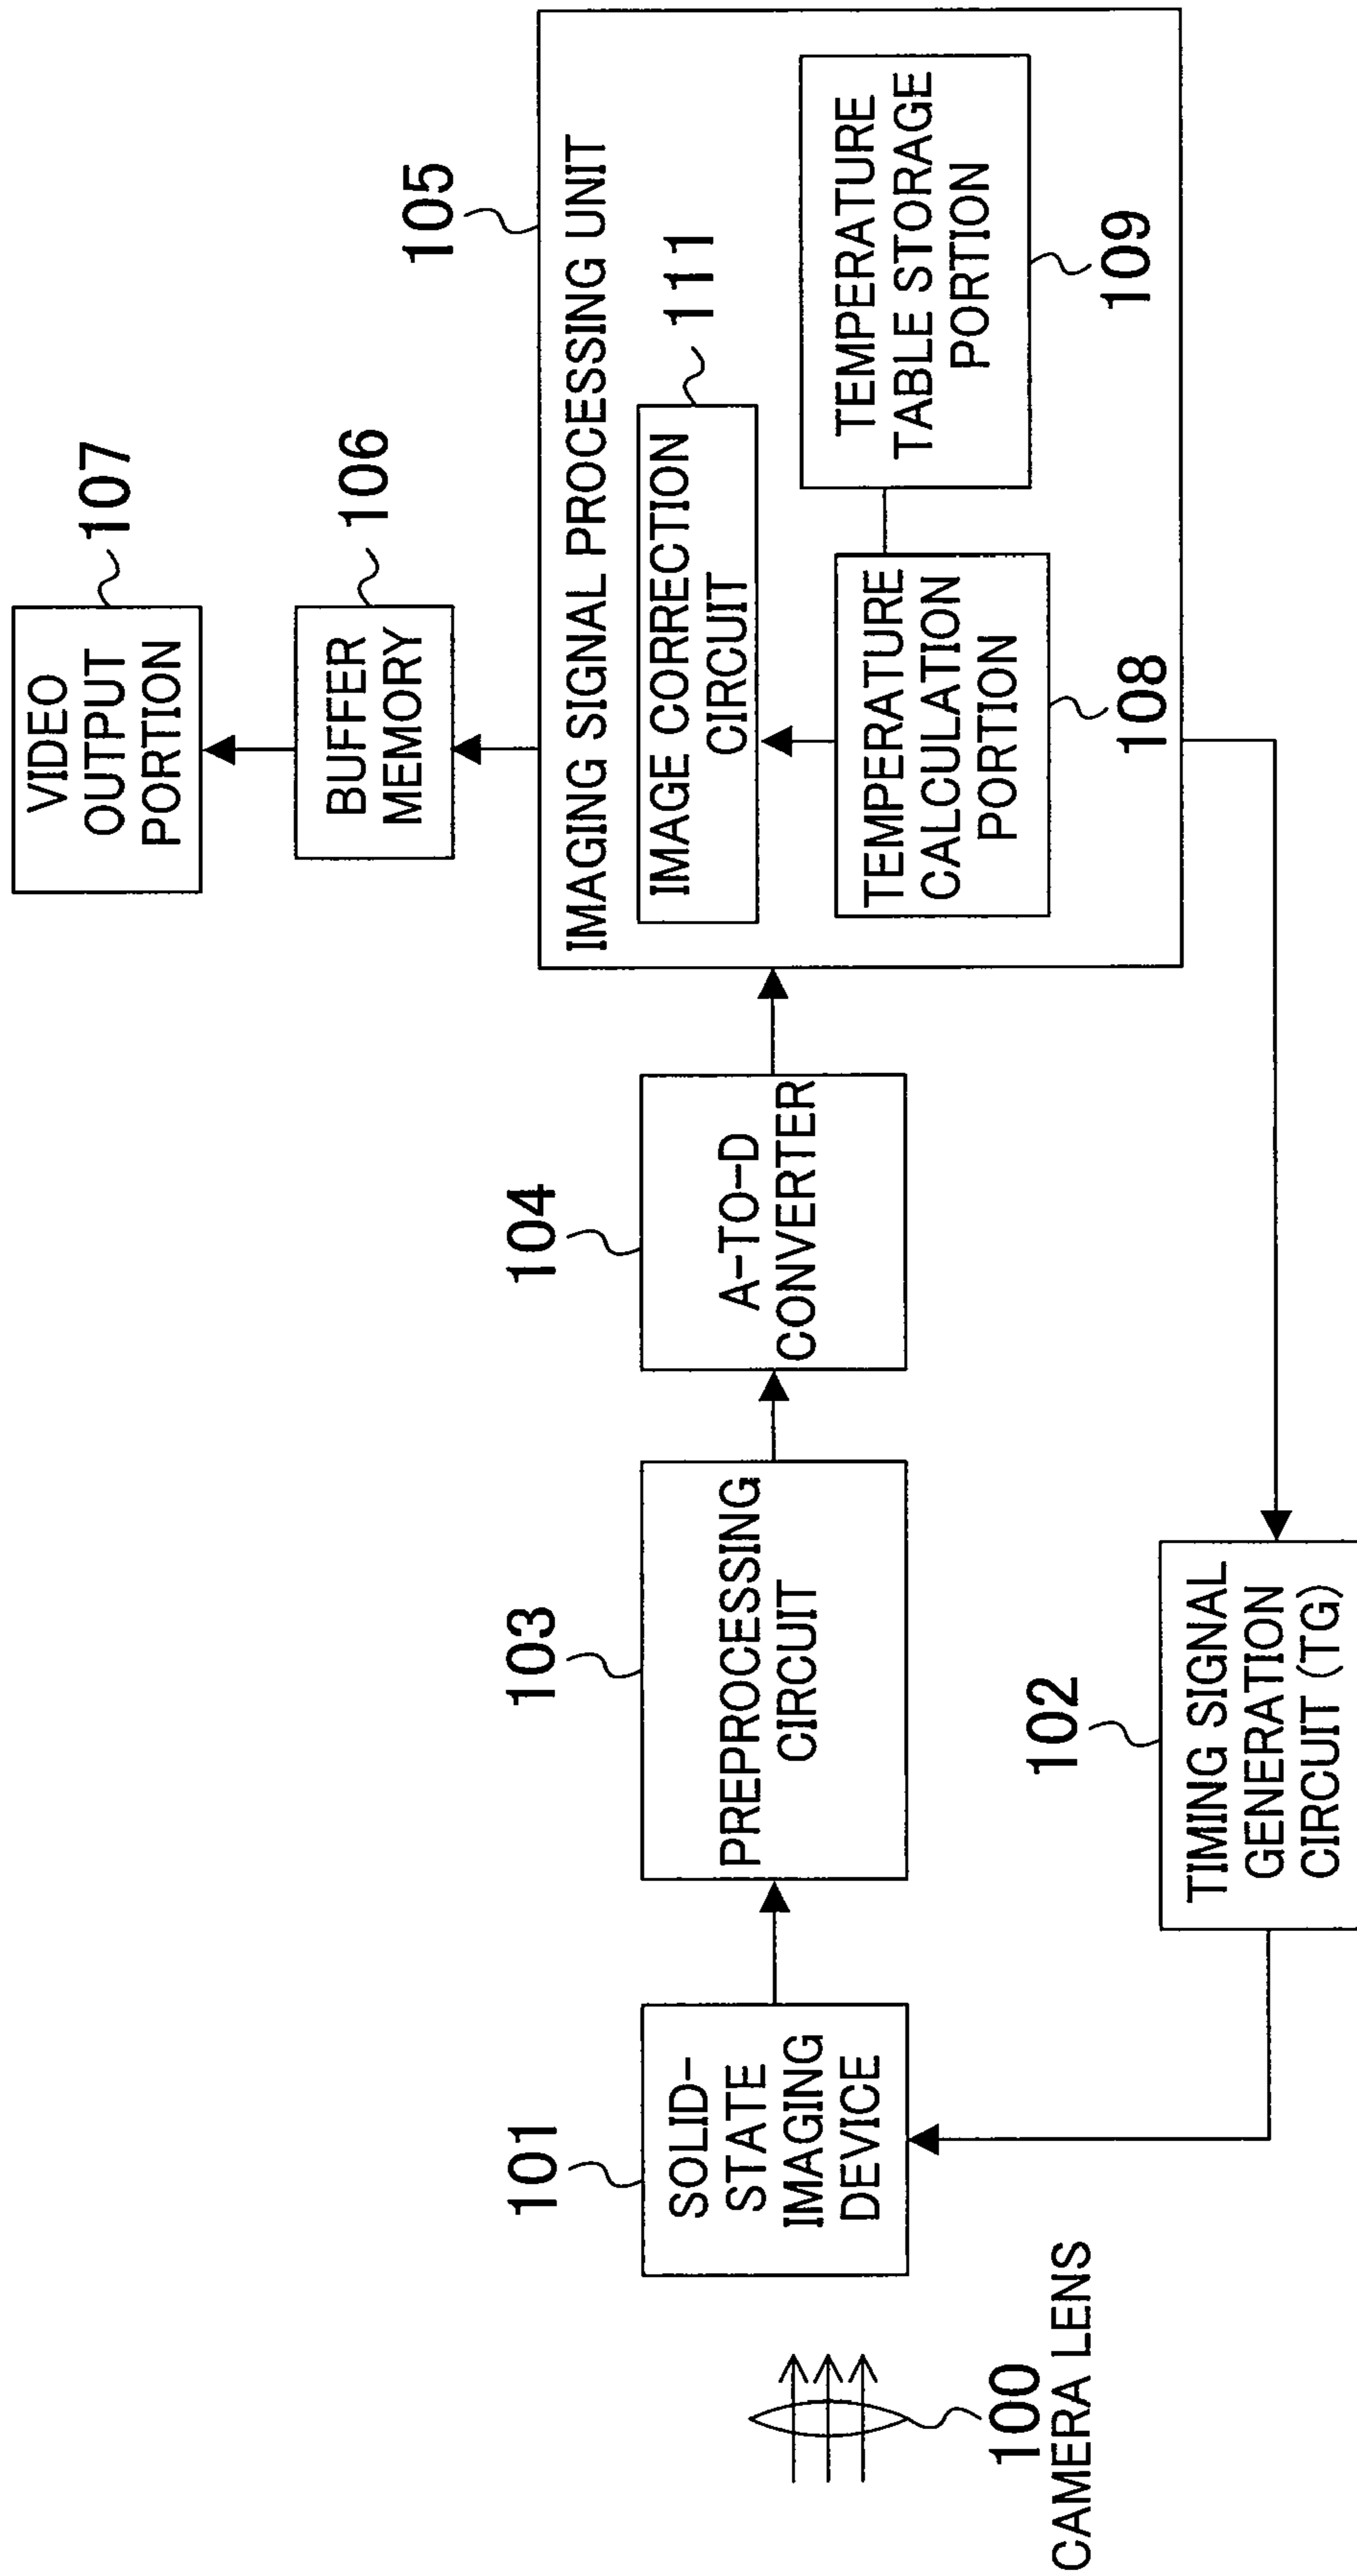 107
VIDEO
OUTPUT
PORTION
106
BUFFER
MEMORY
105
IMAGING SIGNAL PROCESSING UNIT
111
IMAGE CORRECTION
CIRCUIT
TEMPERATURE
CALCULATION
PORTION
108
TEMPERATURE
TABLE STORAGE
PORTION
109
104
A-TO-D
CONVERTER
103
PREPROCESSING
CIRCUIT
101
SOLID-
STATE
IMAGING
DEVICE
102
TIMING SIGNAL
GENERATION
CIRCUIT (TG)
100
CAMERA LENS